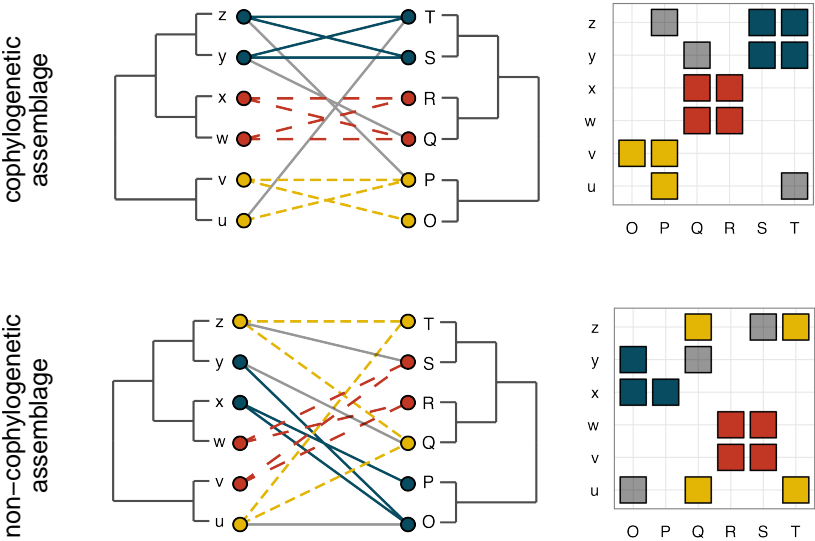 cophylogenetic
assemblage
z
y
x
w
v
u
T
S
R
Q
P
O
z
y
x
w
v
u
O P Q R S T
non−cophylogenetic
assemblage
z
y
x
w
v
u
T
S
R
Q
P
O
z
y
x
w
v
u
O P Q R S T